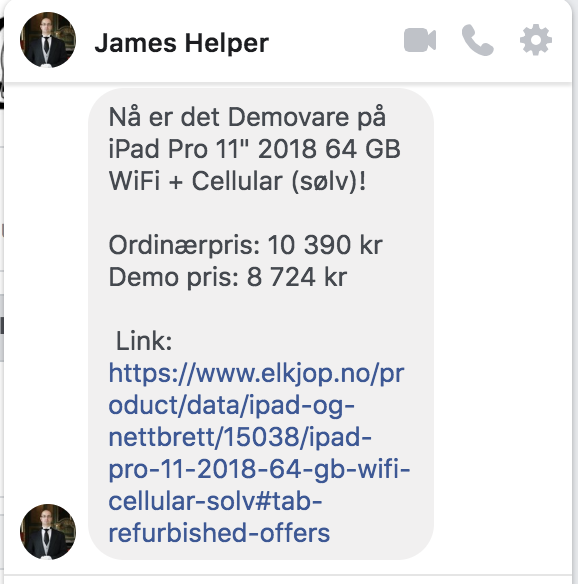 James Helper
Nå er det Demovare på
iPad Pro 11" 2018 64 GB
WiFi + Cellular (sølv)!
Ordinærpris: 10 390 kr
Demo pris: 8 724 kr
Link:
https://www.elkjop.no/pr
oduct/data/ipad-og-
nettbrett/15038/ipad-
pro-11-2018-64-gb-wifi-
cellular-solv#tab-
refurbished-offers